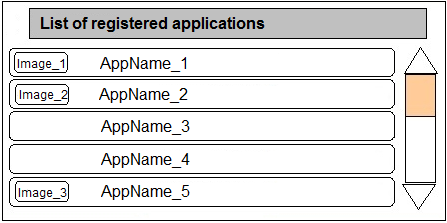 List of registered applications
Image_1 AppName_1
Image_2 AppName_2
AppName_3
AppName_4
Image_3 AppName_5